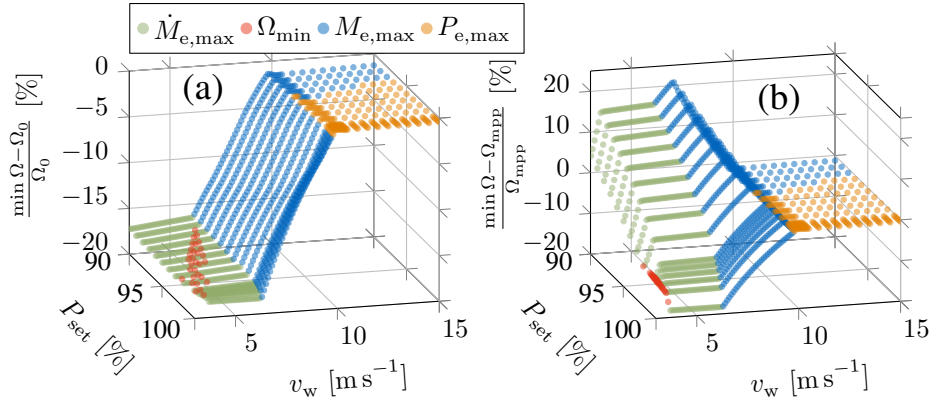 Ṁe,max Ωmin Me,max Pe,max
(a)
min Ω−Ω0
Ω0
[%]
0
−5
−10
−15
−20
90
95
100
Pset [%]
5
10
15
vw [m s−1]
(b)
min Ω−Ωmpp
Ωmpp
[%]
20
10
0
−10
−20
90
95
100
Pset [%]
5
10
15
vw [m s−1]